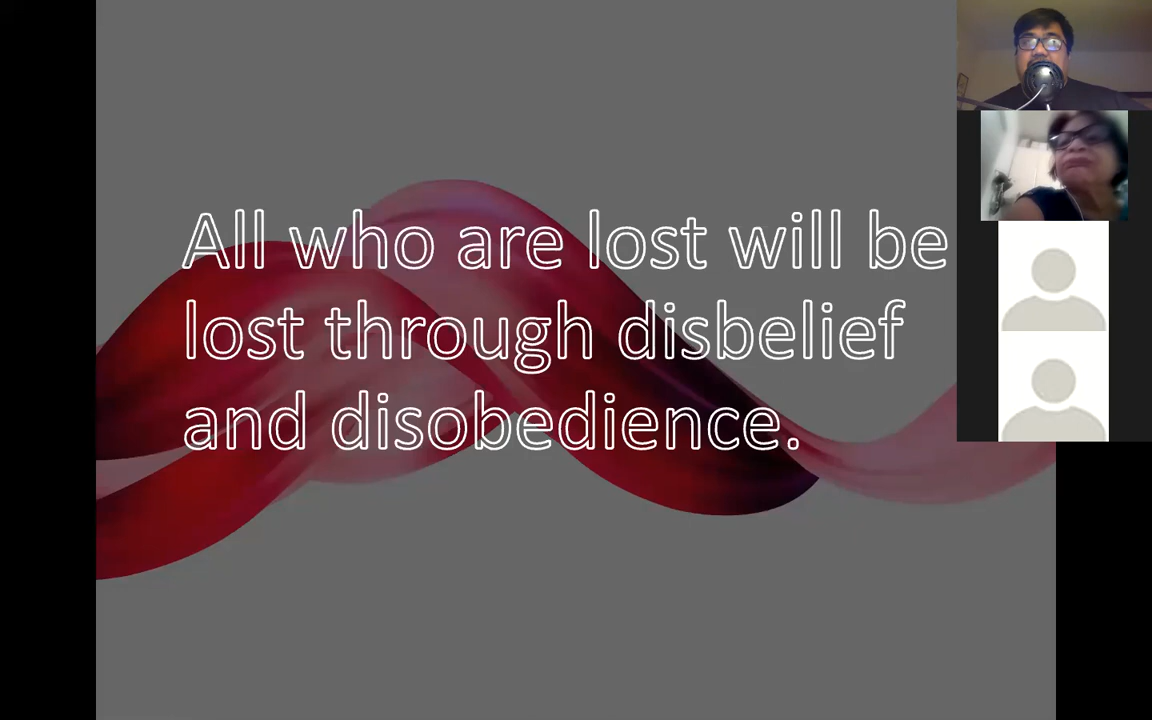 All who are lost will be
lost through disbelief
and disobedience.